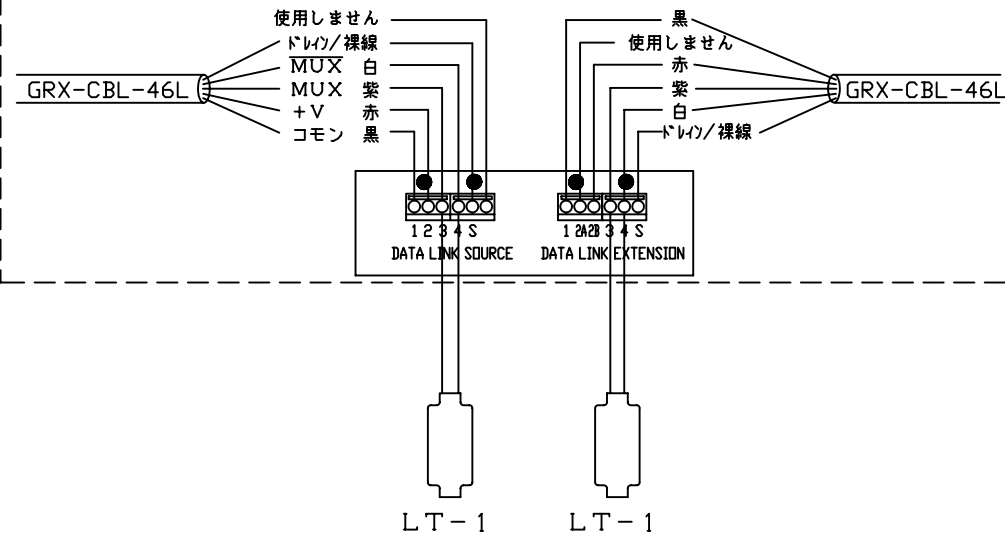 使用しません
ﾄﾞﾚｲﾝ/裸線
MUX 白
MUX 紫
+V 赤
コモン 黒
GRX-CBL-46L
黒
使用しません
赤
紫
白
ﾄﾞﾚｲﾝ/裸線
GRX-CBL-46L
1 2 3 4 S
DATA LINK SOURCE
1 2A 2B 3 4 S
DATA LINK EXTENSION
LT-1
LT-1